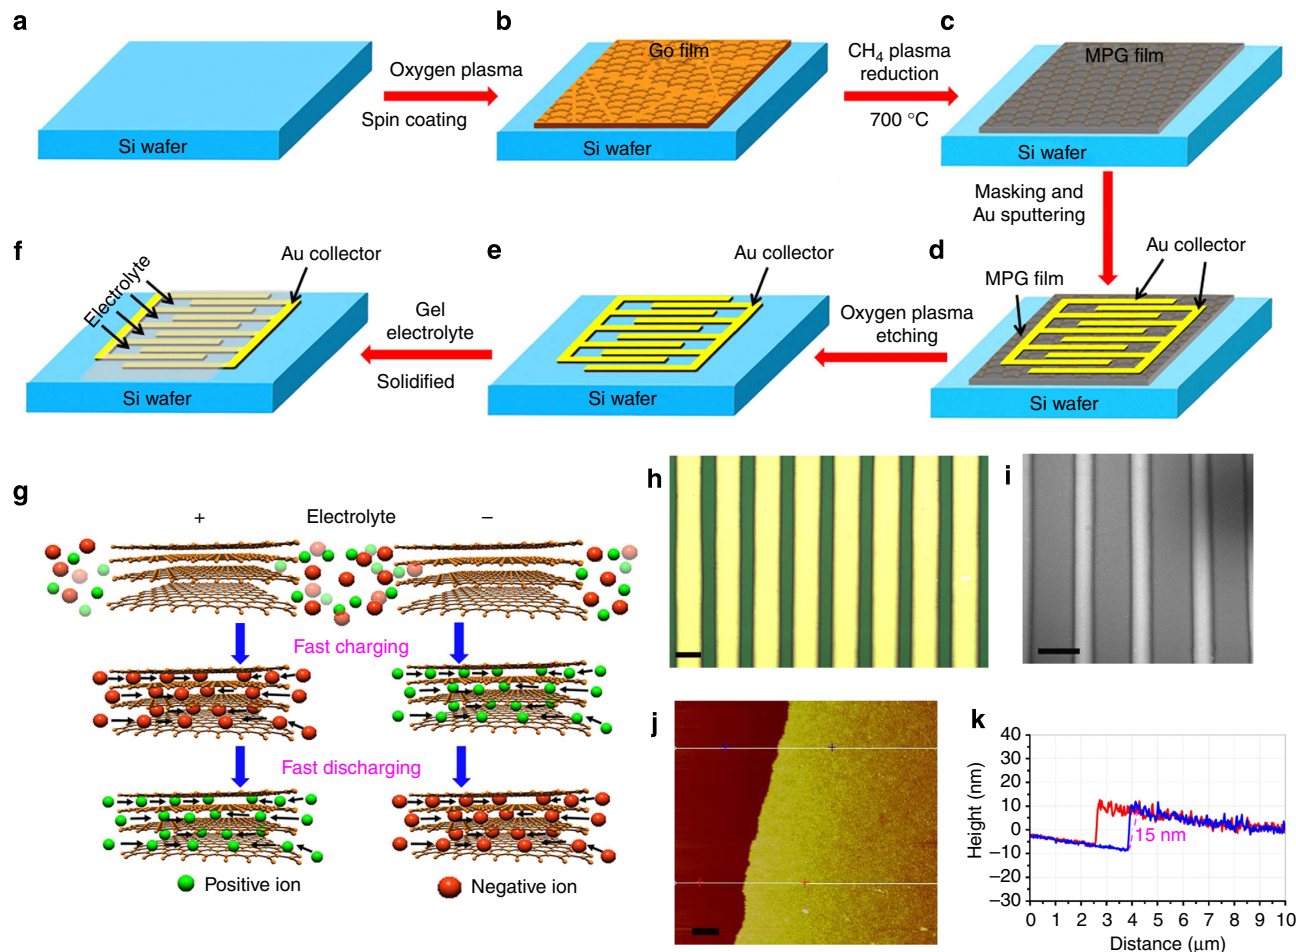 a
b
c
Oxygen plasma
Spin coating
Go film
CH4 plasma
reduction
700 °C
MPG film
Si wafer
Si wafer
Si wafer
Masking and
Au sputtering
f
e
d
Electrolyte
Au collector
Au collector
Au collector
MPG film
Gel
electrolyte
Solidified
Oxygen plasma
etching
Si wafer
Si wafer
Si wafer
g
+
Electrolyte
–
Fast charging
Fast discharging
Positive ion
Negative ion
h
i
j
k
40
30
20
10
0
–10
–20
–30
Height (nm)
15 nm
0 1 2 3 4 5 6 7 8 9 10
Distance (μm)